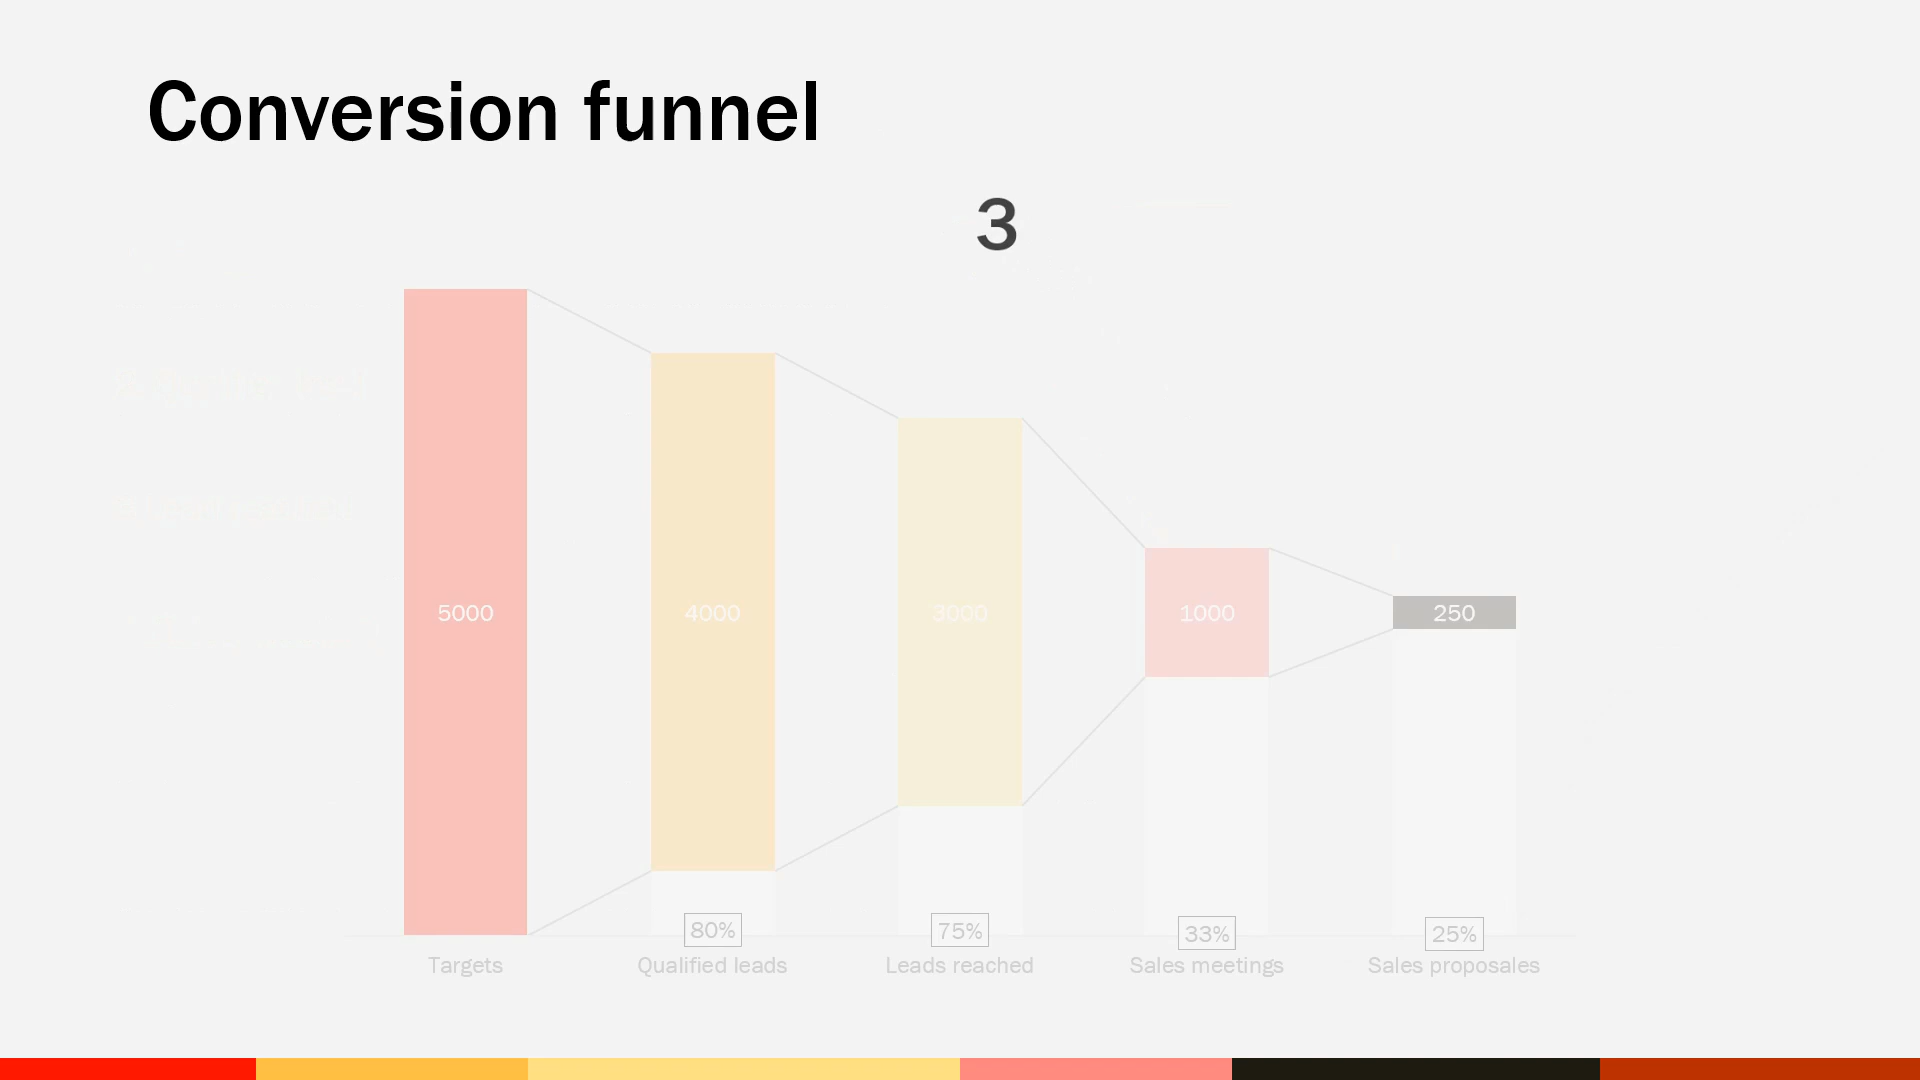 Conversion funnel
3
5000
4000
3000
1000
250
80%
75%
33%
25%
Targets
Qualified leads
Leads reached
Sales meetings
Sales proposales